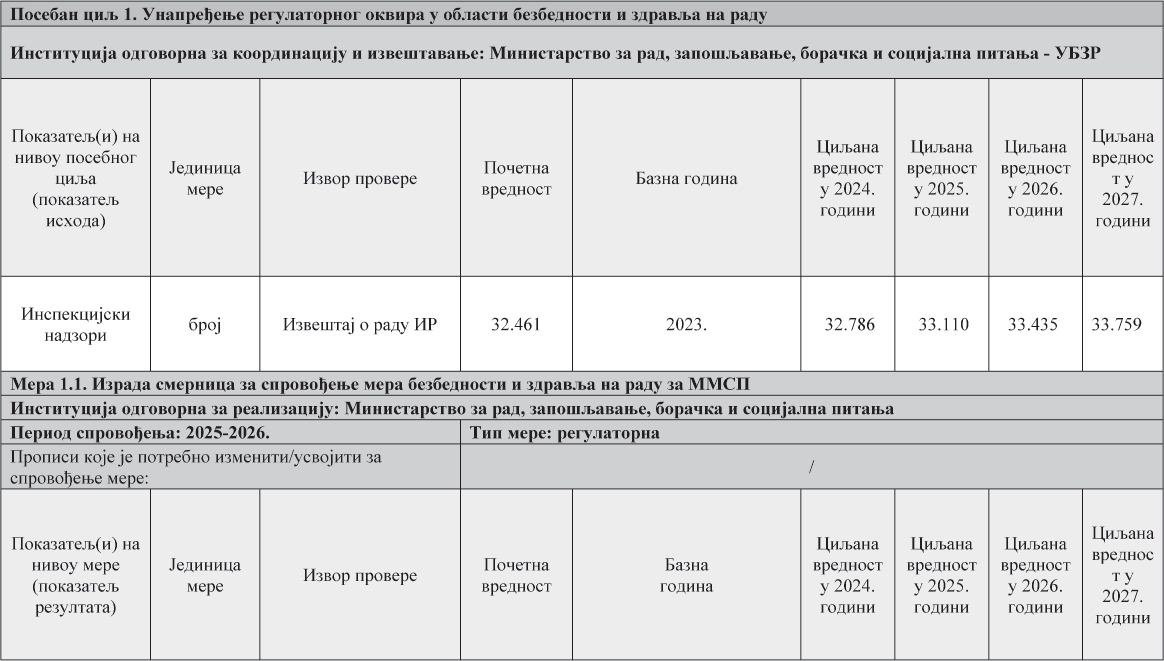 Посебан циљ 1. Унапређење регулаторног оквира у области безбедности и здравља на раду
Институција одговорна за координацију и извештавање: Министарство за рад, запошљавање, борачка и социјална питања - УБЗР
Показатељ(и) на
нивоу посебног
циља
(показатељ
исхода)
Јединица
мере
Извор провере
Почетна
вредност
Базна година
Циљана
вредност
у 2024.
години
Циљана
вредност
у 2025.
години
Циљана
вредност
у 2026.
години
Циљана
вреднос
т у
2027.
години
Инспекцијски
надзори
број
Извештај о раду ИР
32.461
2023.
32.786
33.110
33.435
33.759
Мера 1.1. Израда смерница за спровођење мера безбедности и здравља на раду за ММСП
Институција одговорна за реализацију: Министарство за рад, запошљавање, борачка и социјална питања
Период спровођења: 2025-2026.
Тип мере: регулаторна
Прописи које је потребно изменити/усвојити за
спровођење мере:
/
Показатељ(и) на
нивоу мере
(показатељ
резултата)
Јединица
мере
Извор провере
Почетна
вредност
Базна
година
Циљана
вредност
у 2024.
години
Циљана
вредност
у 2025.
години
Циљана
вредност
у 2026.
години
Циљана
вреднос
т у
2027.
години